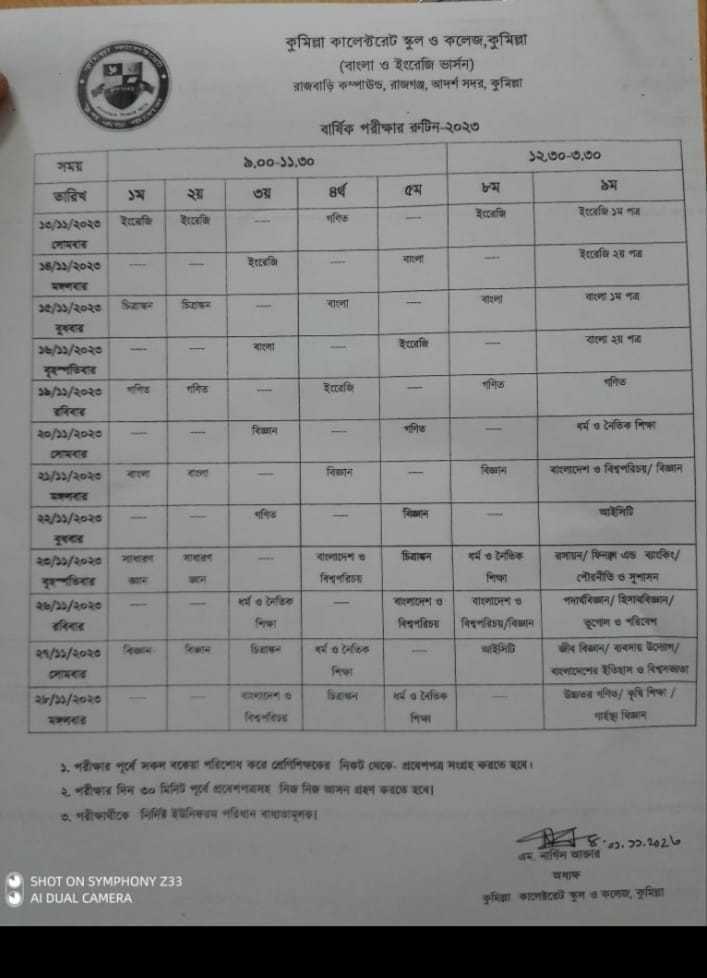 কুমিল্লা কালেক্টরেট স্কুল ও কলেজ,কুমিল্লা
(বাংলা ও ইংরেজি ভার্সন)
রাজবাড়ি কম্পাউন্ড, রাজগঞ্জ, আদর্শ সদর, কুমিল্লা
বার্ষিক পরীক্ষার রুটিন-২০২৩
সময় ৯.০০-১১.৩০ ১২.৩০-৩.৩০
তারিখ ১ম ২য় ৩য় ৪র্থ ৫ম ৮ম ৯ম
১৩/১১/২০২৩ ইংরেজি ইংরেজি ---- গণিত ---- ইংরেজি ইংরেজি ১ম পত্র
সোমবার
১৪/১১/২০২৩ ---- ---- ইংরেজি ---- বাংলা ---- ইংরেজি ২য় পত্র
মঙ্গলবার
১৫/১১/২০২৩ চিত্রাঙ্কন চিত্রাঙ্কন ---- বাংলা ---- বাংলা বাংলা ১ম পত্র
বুধবার
১৬/১১/২০২৩ ---- ---- বাংলা ---- ইংরেজি ---- বাংলা ২য় পত্র
বৃহস্পতিবার
১৯/১১/২০২৩ গণিত গণিত ---- ইংরেজি ---- গণিত গণিত
রবিবার
২০/১১/২০২৩ ---- ---- বিজ্ঞান ---- গণিত ---- ধর্ম ও নৈতিক শিক্ষা
সোমবার
২১/১১/২০২৩ বাংলা বাংলা ---- বিজ্ঞান ---- বিজ্ঞান বাংলাদেশ ও বিশ্বপরিচয়/ বিজ্ঞান
মঙ্গলবার
২২/১১/২০২৩ ---- ---- গণিত ---- বিজ্ঞান ---- আইসিটি
বুধবার
২৩/১১/২০২৩ সাধারণ সাধারণ ---- বাংলাদেশ ও চিত্রাঙ্কন ধর্ম ও নৈতিক রসায়ন/ ফিন্যান্স এন্ড ব্যাংকিং/
বৃহস্পতিবার জ্ঞান জ্ঞান বিশ্বপরিচয় শিক্ষা পৌরনীতি ও সুশাসন
২৬/১১/২০২৩ ---- ---- ধর্ম ও নৈতিক ---- বাংলাদেশ ও বাংলাদেশ ও পদার্থবিজ্ঞান/ হিসাববিজ্ঞান/
রবিবার শিক্ষা বিশ্বপরিচয় বিশ্বপরিচয়/বিজ্ঞান ভূগোল ও পরিবেশ
২৭/১১/২০২৩ বিজ্ঞান বিজ্ঞান চিত্রাঙ্কন ধর্ম ও নৈতিক ---- আইসিটি জীব বিজ্ঞান/ ব্যবসায় উদ্যোগ/
সোমবার শিক্ষা বাংলাদেশের ইতিহাস ও বিশ্বসভ্যতা
২৮/১১/২০২৩ ---- ---- বাংলাদেশ ও চিত্রাঙ্কন ধর্ম ও নৈতিক ---- উচ্চতর গণিত/ কৃষি শিক্ষা /
মঙ্গলবার বিশ্বপরিচয় শিক্ষা গার্হস্থ্য বিজ্ঞান
১. পরীক্ষার পূর্বে সকল বকেয়া পরিশোধ করে শ্রেণিশিক্ষকের নিকট থেকে- প্রবেশপত্র সংগ্রহ করতে হবে।
২. পরীক্ষার দিন ৩০ মিনিট পূর্বে প্রবেশপত্রসহ নিজ নিজ আসন গ্রহণ করতে হবে।
৩. পরীক্ষার্থীকে নির্দিষ্ট ইউনিফরম পরিধান বাধ্যতামূলক।
এম. নার্গিস আক্তার
অধ্যক্ষ
কুমিল্লা কালেক্টরেট স্কুল ও কলেজ, কুমিল্লা
SHOT ON SYMPHONY Z33
AI DUAL CAMERA